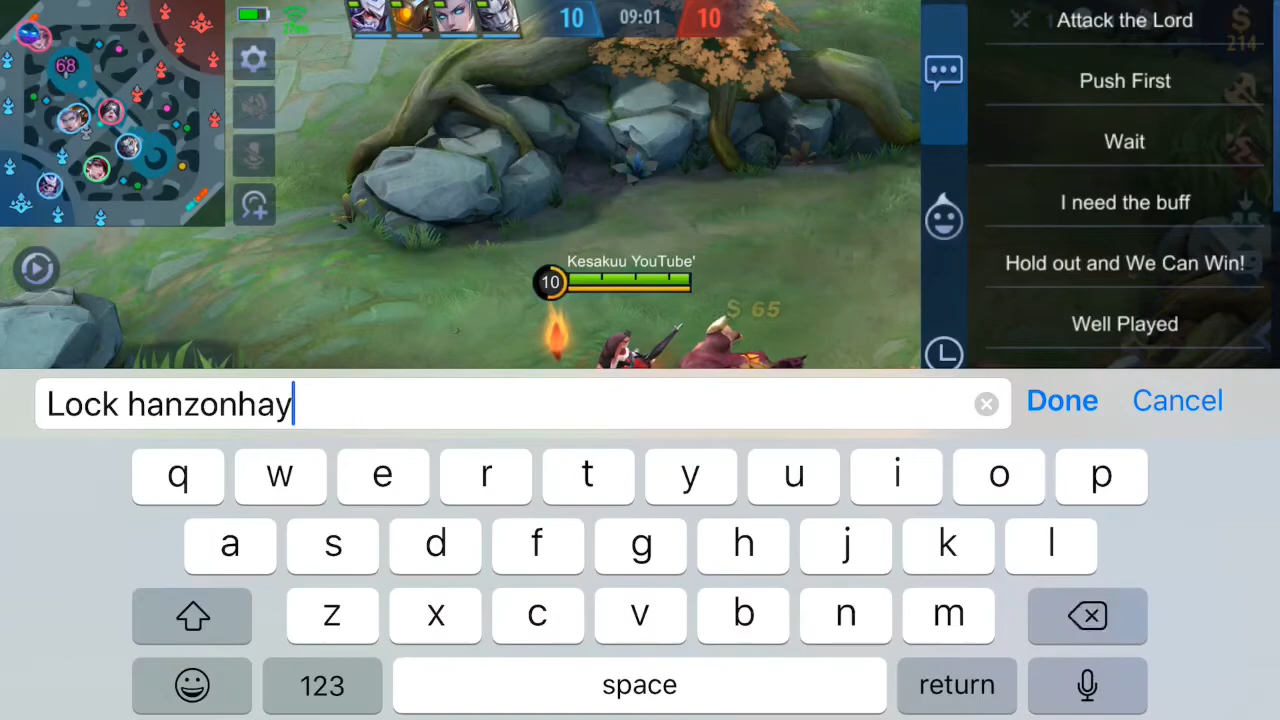 68
10
09:01
10
214
Attack the Lord
Push First
Wait
I need the buff
Hold out and We Can Win!
Well Played
Kesakuu YouTube'
10
$ 65
Lock hanzonhay
Done
Cancel
q w e r t y u i o p
a s d f g h j k l
z x c v b n m
123
space
return